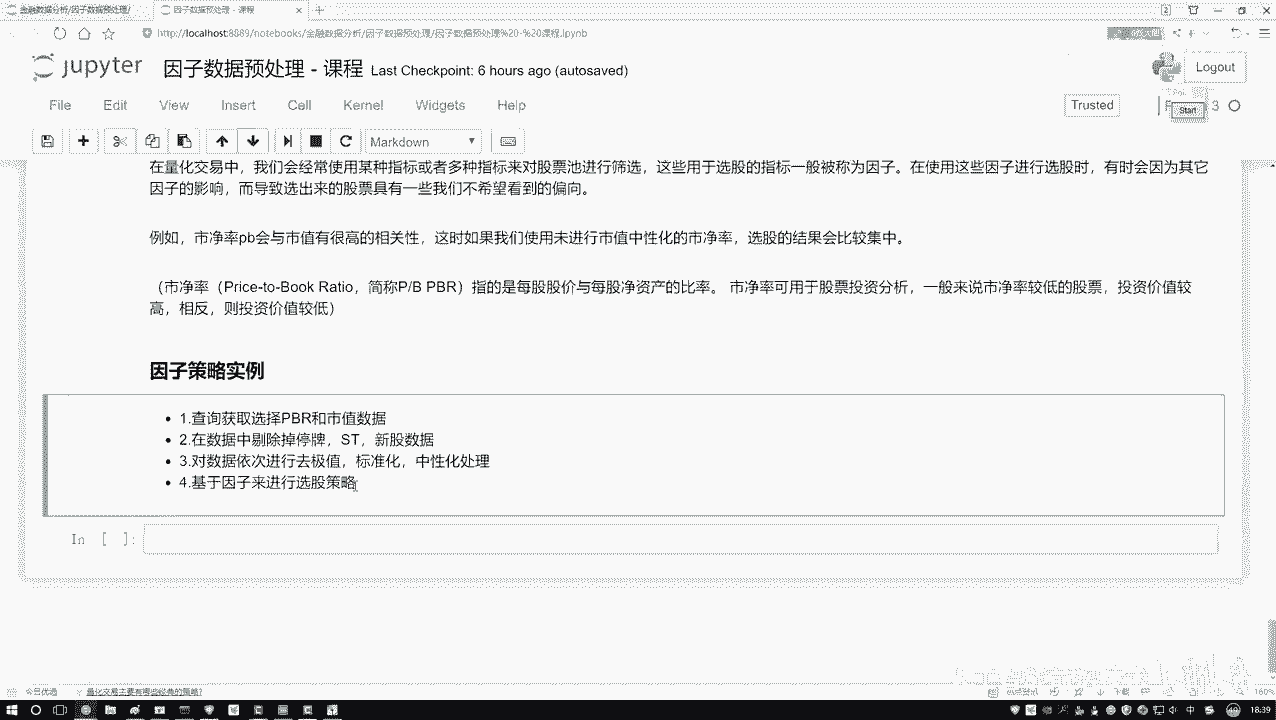 金融数据分析/因子数据预处理/
因子数据预处理 - 课程
http://localhost:8889/notebooks/金融数据分析/因子数据预处理/因子数据预处理%20-%20课程.ipynb
jupyter 因子数据预处理 - 课程 Last Checkpoint: 6 hours ago (autosaved)
Logout
File Edit View Insert Cell Kernel Widgets Help
Trusted
3
Start
Markdown
在量化交易中，我们会经常使用某种指标或者多种指标来对股票池进行筛选，这些用于选股的指标一般被称为因子。在使用这些因子进行选股时，有时会因为其它
因子的影响，而导致选出来的股票具有一些我们不希望看到的偏向。
例如，市净率pb会与市值有很高的相关性，这时如果我们使用未进行市值中性化的市净率，选股的结果会比较集中。
（市净率（Price-to-Book Ratio，简称P/B PBR）指的是每股股价与每股净资产的比率。 市净率可用于股票投资分析，一般来说市净率较低的股票，投资价值较
高，相反，则投资价值较低）
因子策略实例
1.查询获取选择PBR和市值数据
2.在数据中剔除掉停牌，ST，新股数据
3.对数据依次进行去极值，标准化，中性化处理
4.基于因子来进行选股策略
In [ ]:
今日优选
量化交易主要有哪些经典的策略?
160%
中
18:39